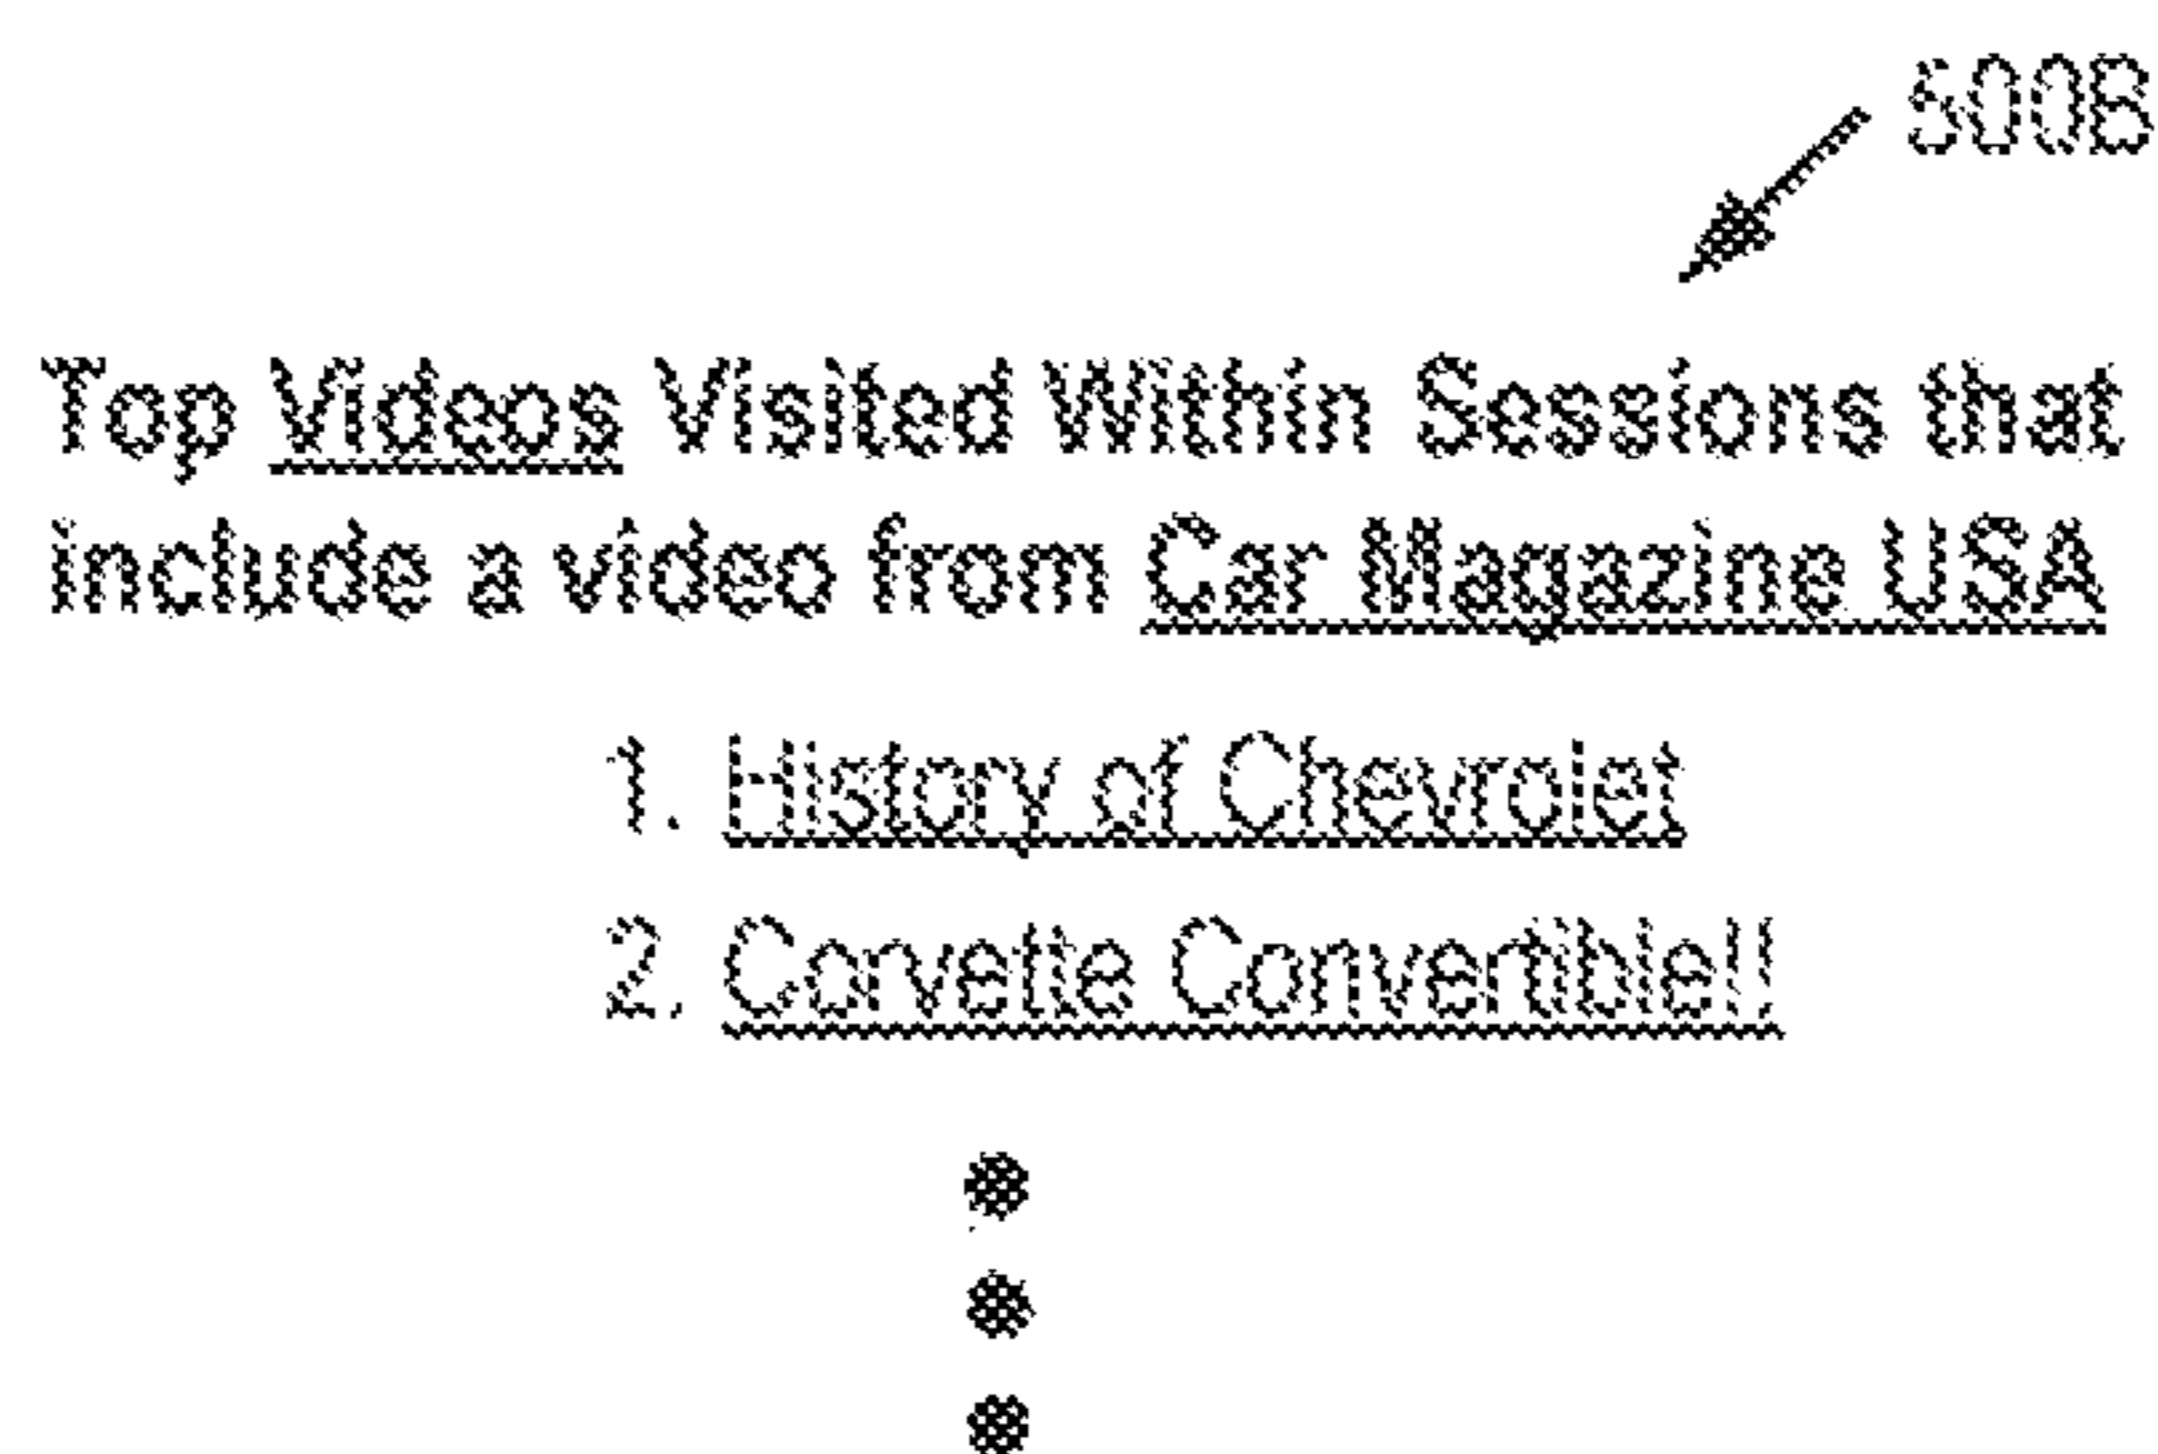 500B
Top Videos Visited Within Sessions that
include a video from Car Magazine USA
1. History of Chevrolet
2. Corvette Convertible!!